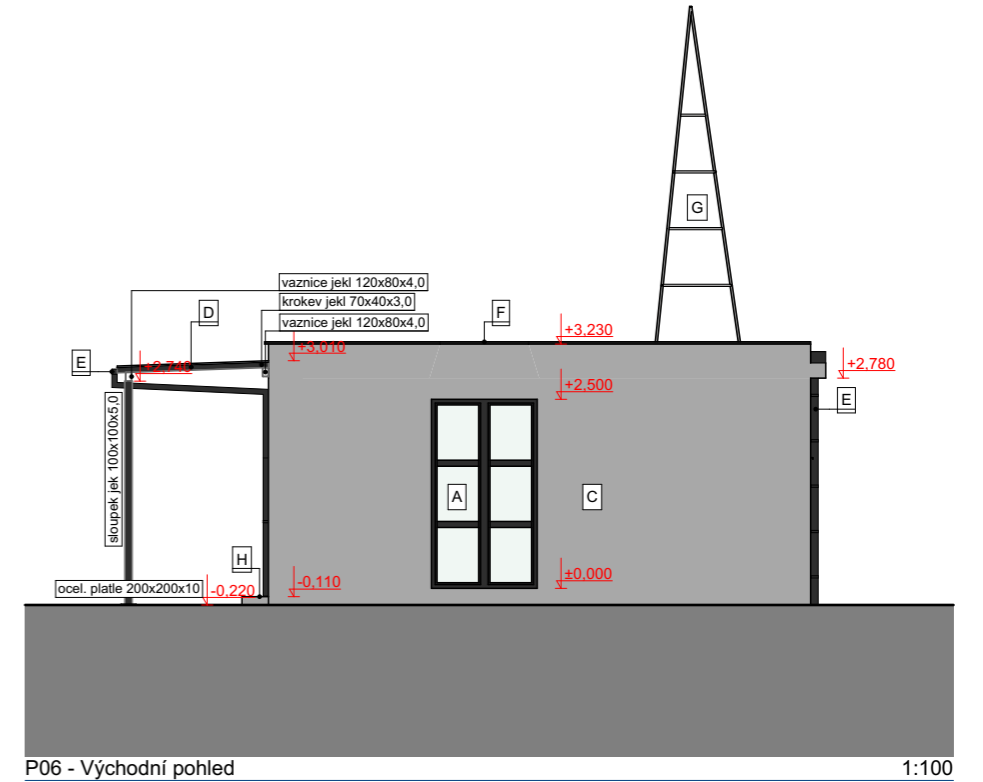 G
vaznice jekl 120x80x4,0
krokev jekl 70x40x3,0
D
vaznice jekl 120x80x4,0
F
+3,230
+3,010
E
+2,740
+2,780
+2,500
E
sloupek jek 100x100x5,0
A
C
H
±0,000
-0,110
ocel. platle 200x200x10
-0,220
P06 - Východní pohled
1:100